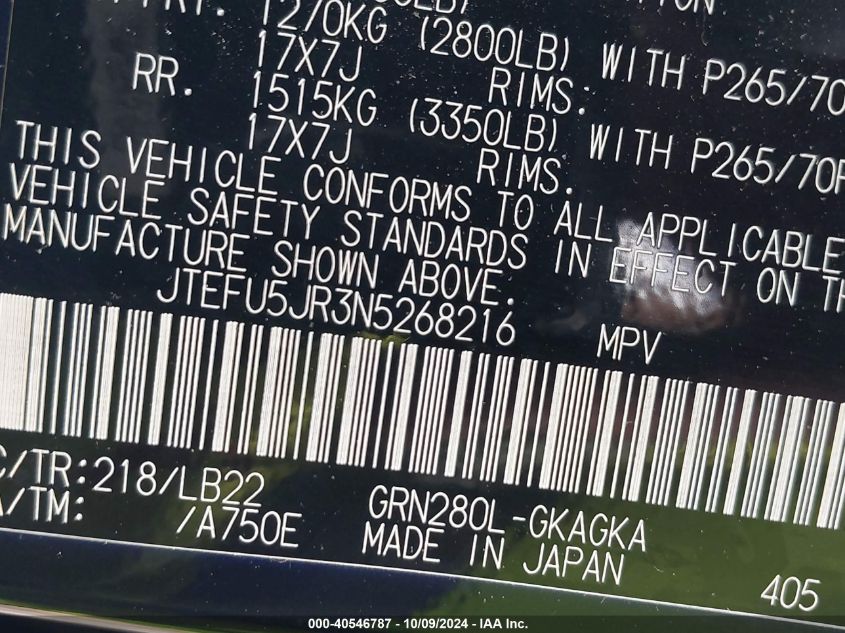 1270KG (2800LB) WITH P265/70
17X7J RIMS:
RR. 1515KG (3350LB) WITH P265/70R
17X7J RIMS.
THIS VEHICLE CONFORMS TO ALL APPLICABLE
VEHICLE SAFETY STANDARDS IN EFFECT ON TH
MANUFACTURE SHOWN ABOVE.
JTEFU5JR3N5268216 MPV
C/TR:218/LB22
A/TM: /A750E
GRN280L-GKAGKA
MADE IN JAPAN
405
000-40546787 - 10/09/2024 - IAA Inc.